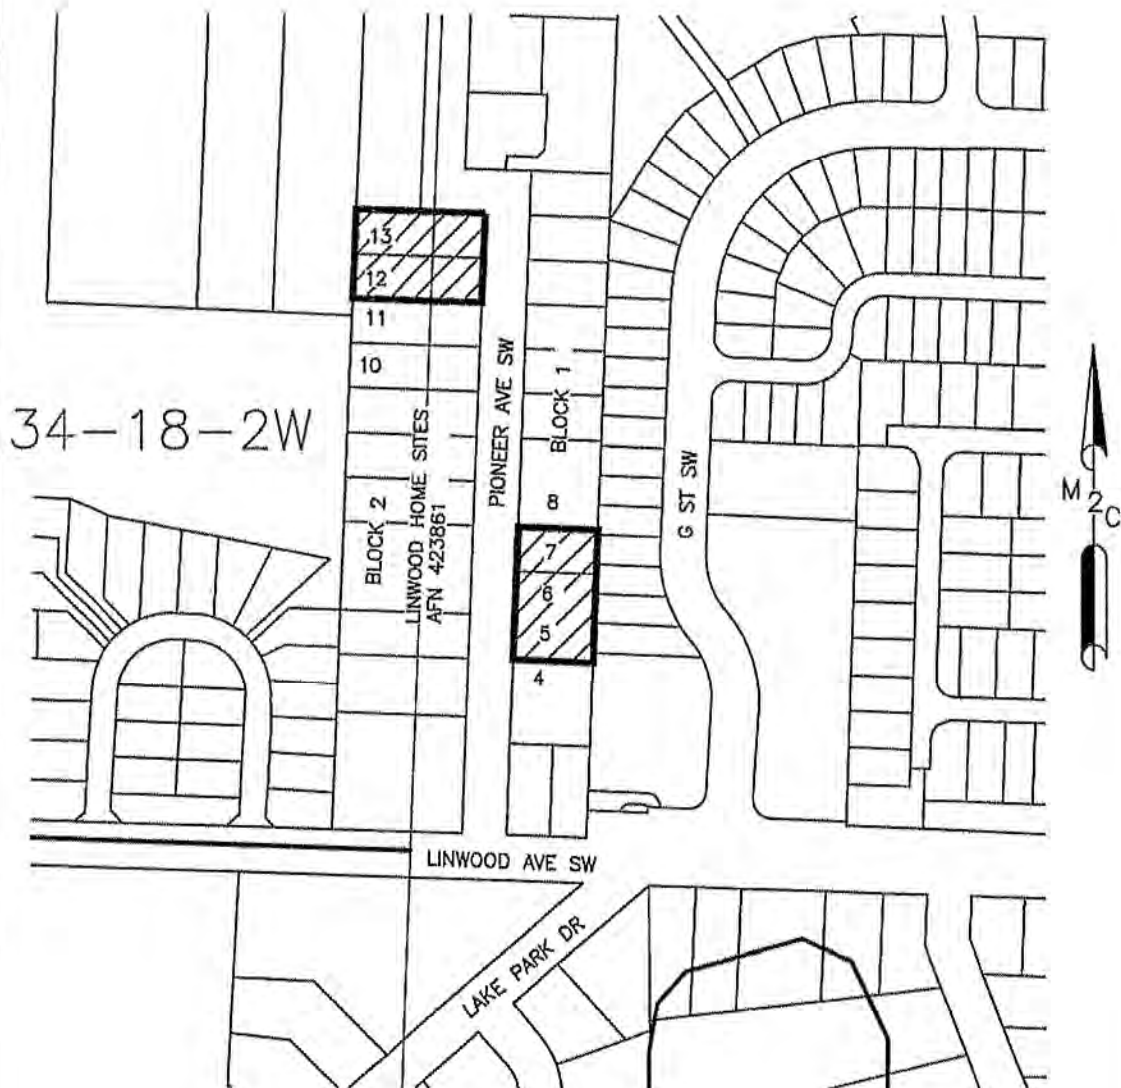 13
12
11
10
34-18-2W
PIONEER AVE SW
BLOCK 1
BLOCK 2
LINWOOD HOME SITES
AFN 423861
G ST SW
8
7
6
5
4
M2C
LINWOOD AVE SW
LAKE PARK DR